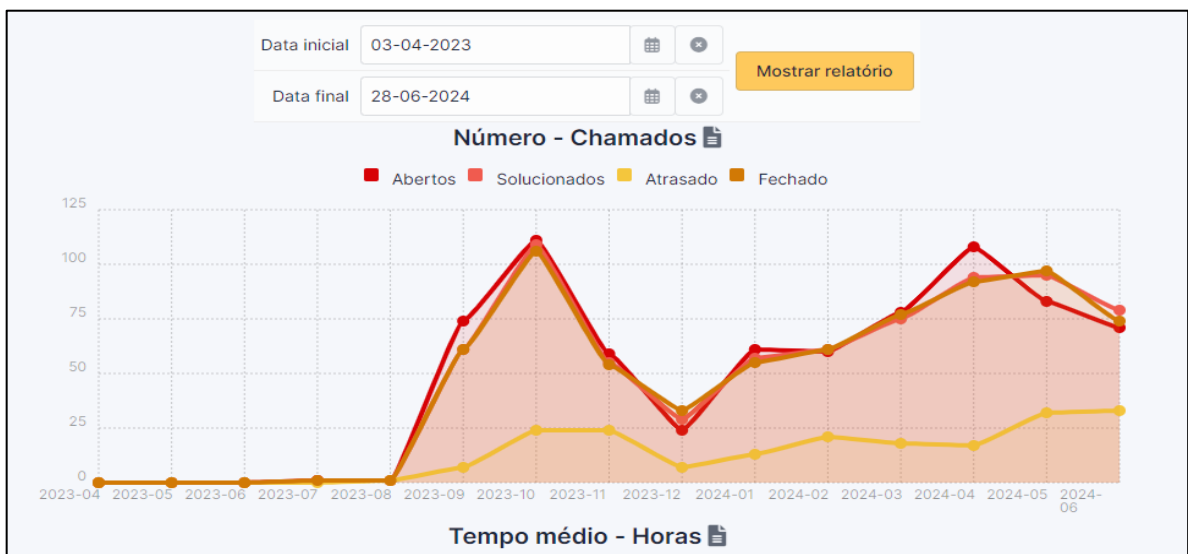 Data inicial 03-04-2023
Mostrar relatório
Data final 28-06-2024
Número - Chamados
Abertos Solucionados Atrasado Fechado
125
100
75
50
25
0
2023-04 2023-05 2023-06 2023-07 2023-08 2023-09 2023-10 2023-11 2023-12 2024-01 2024-02 2024-03 2024-04 2024-05 2024-
06
Tempo médio - Horas